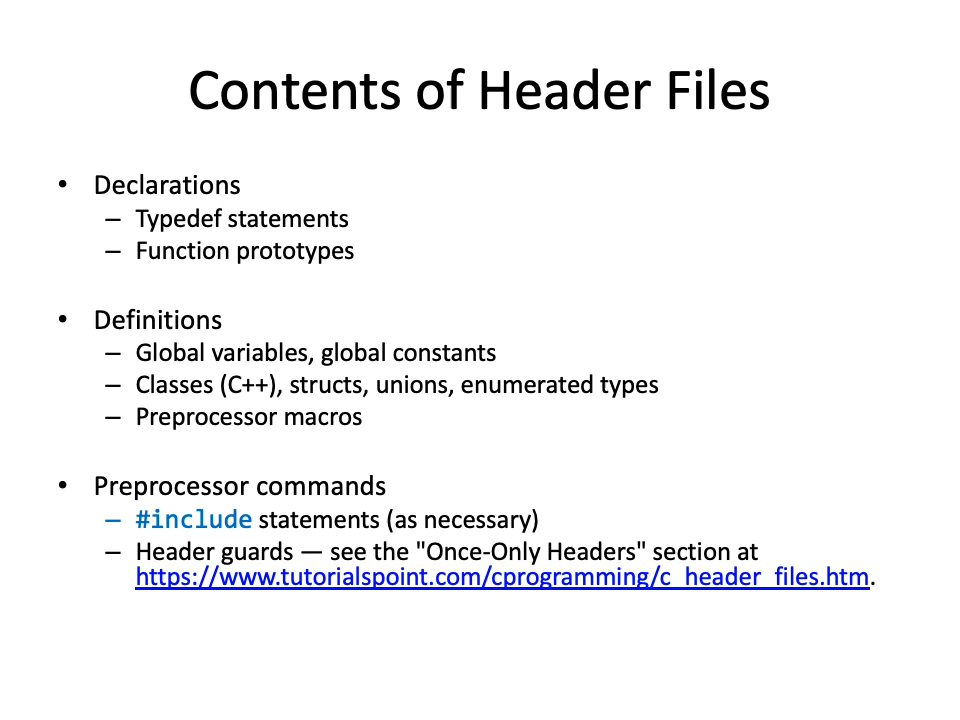 Contents of Header Files
• Declarations
– Typedef statements
– Function prototypes
• Definitions
– Global variables, global constants
– Classes (C++), structs, unions, enumerated types
– Preprocessor macros
• Preprocessor commands
– #include statements (as necessary)
– Header guards — see the "Once-Only Headers" section at
https://www.tutorialspoint.com/cprogramming/c_header_files.htm.